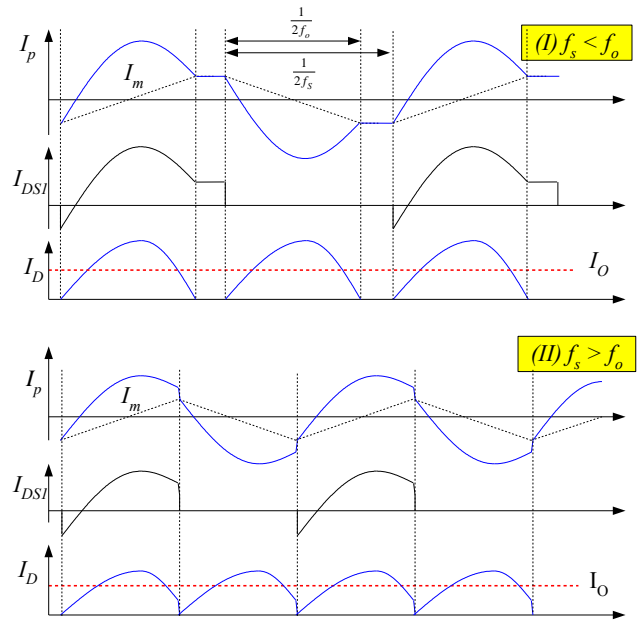 I_p
I_m
1/(2f_o)
1/(2f_s)
(I) f_s < f_o
I_DS1
I_D
I_O
(II) f_s > f_o
I_p
I_m
I_DS1
I_D
I_O